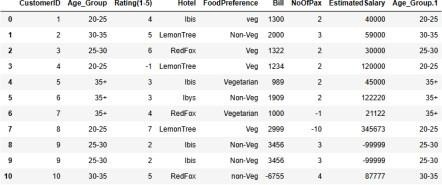 CustomerID Age_Group Rating(1-5) Hotel FoodPreference Bill NoOfPax EstimatedSalary Age_Group.1
0 1 20-25 4 Ibis veg 1300 2 40000 20-25
1 2 30-35 5 LemonTree Non-Veg 2000 3 59000 30-35
2 3 25-30 6 RedFox Veg 1322 2 30000 25-30
3 4 20-25 -1 LemonTree Veg 1234 2 120000 20-25
4 5 35+ 3 Ibis Vegetarian 989 2 45000 35+
5 6 35+ 3 Ibys Non-Veg 1909 2 122220 35+
6 7 35+ 4 RedFox Vegetarian 1000 -1 21122 35+
7 8 20-25 7 LemonTree Veg 2999 -10 345673 20-25
8 9 25-30 2 Ibis Non-Veg 3456 3 -99999 25-30
9 9 25-30 2 Ibis Non-Veg 3456 3 -99999 25-30
10 10 30-35 5 RedFox non-Veg -6755 4 87777 30-35